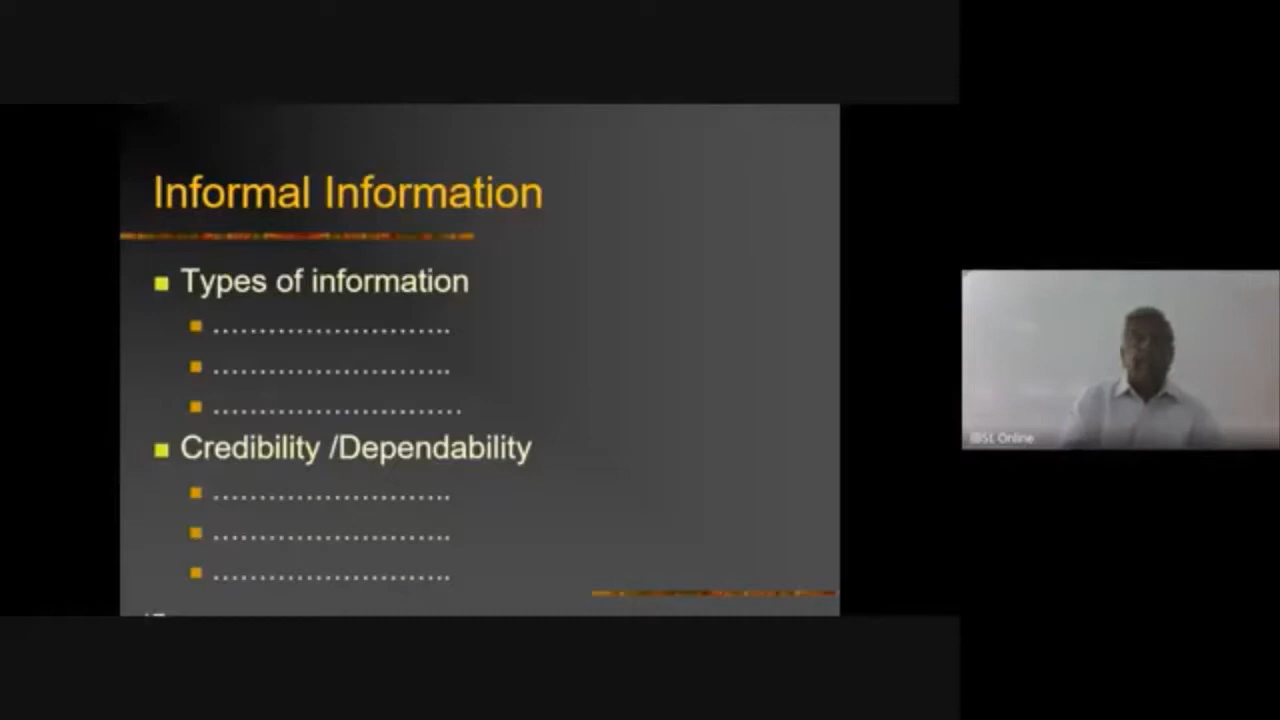 Informal Information
Types of information
……………………..
……………………..
……………………….
Credibility /Dependability
……………………..
……………………..
……………………..
IBSL Online